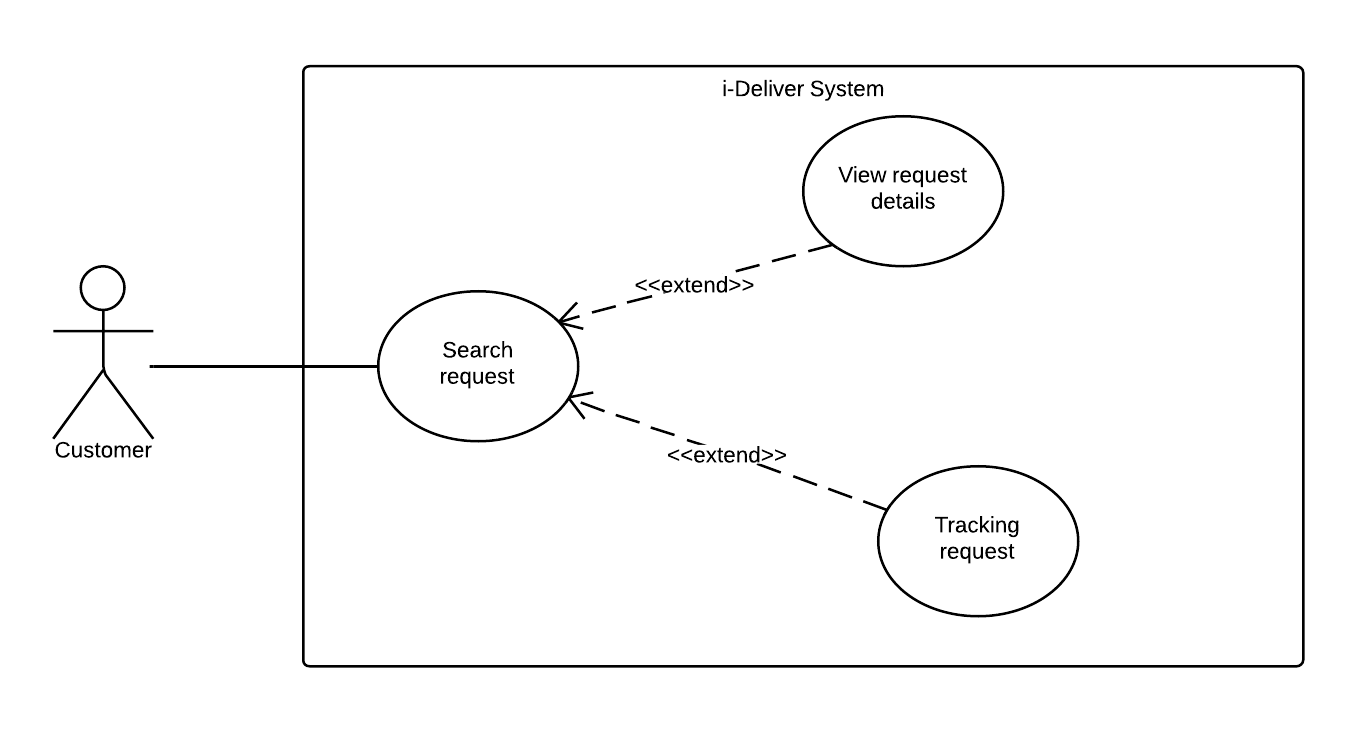 i-Deliver System
View request
details
<<extend>>
Search
request
Customer
<<extend>>
Tracking
request